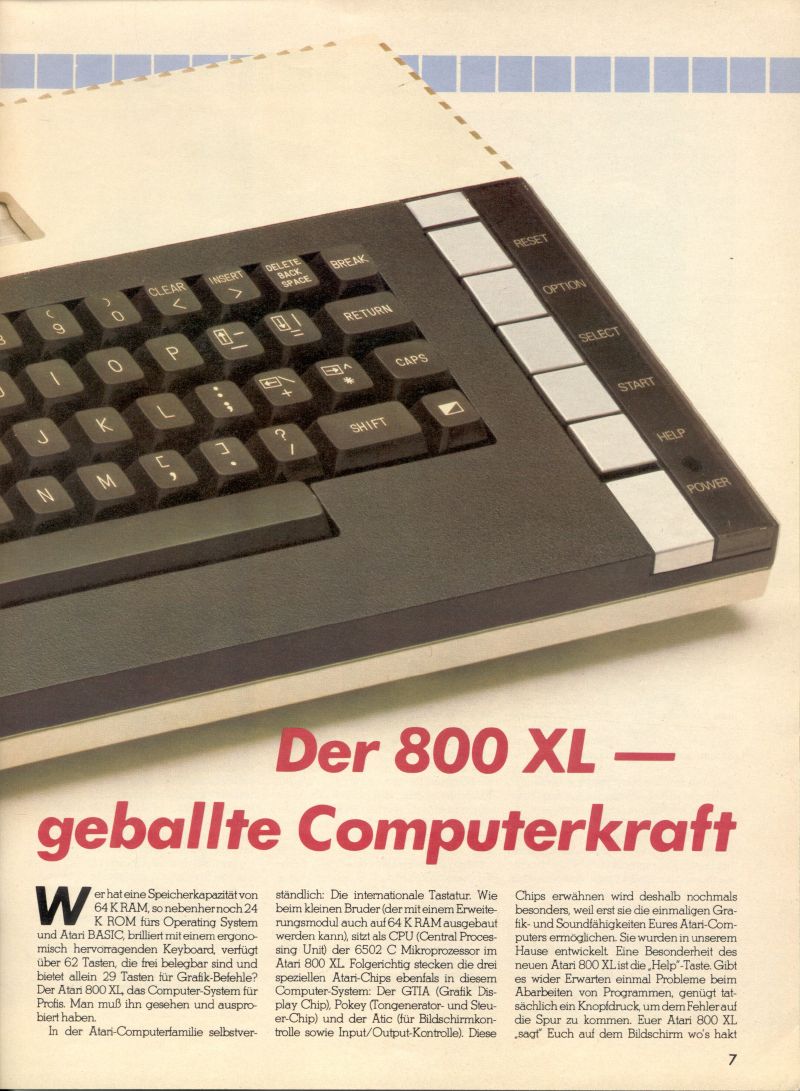 RESET
OPTION
SELECT
START
HELP
POWER
( 9
) 0
CLEAR <
INSERT >
DELETE BACK SPACE
BREAK
I
O
P
RETURN
J
K
L
: ;
\ +
^ *
CAPS
N
M
[ ,
] .
? /
SHIFT
Der 800 XL —
geballte Computerkraft
Wer hat eine Speicherkapazität von
64 K RAM, so nebenher noch 24
K ROM fürs Operating System
und Atari BASIC, brilliert mit einem ergono-
misch hervorragenden Keyboard, verfügt
über 62 Tasten, die frei belegbar sind und
bietet allein 29 Tasten für Grafik-Befehle?
Der Atari 800 XL, das Computer-System für
Profis. Man muß ihn gesehen und auspro-
biert haben.
In der Atari-Computerfamilie selbstver-
ständlich: Die internationale Tastatur. Wie
beim kleinen Bruder (der mit einem Erweite-
rungsmodul auch auf 64 K RAM ausgebaut
werden kann), sitzt als CPU (Central Proces-
sing Unit) der 6502 C Mikroprozessor im
Atari 800 XL. Folgerichtig stecken die drei
speziellen Atari-Chips ebenfalls in diesem
Computer-System: Der GTIA (Grafik Dis-
play Chip), Pokey (Tongenerator- und Steu-
er-Chip) und der Atic (für Bildschirmkon-
trolle sowie Input/Output-Kontrolle). Diese
Chips erwähnen wird deshalb nochmals
besonders, weil erst sie die einmaligen Gra-
fik- und Soundfähigkeiten Eures Atari-Com-
puters ermöglichen. Sie wurden in unserem
Hause entwickelt. Eine Besonderheit des
neuen Atari 800 XL ist die „Help"-Taste. Gibt
es wider Erwarten einmal Probleme beim
Abarbeiten von Programmen, genügt tat-
sächlich ein Knopfdruck, um dem Fehler auf
die Spur zu kommen. Euer Atari 800 XL
„sagt" Euch auf dem Bildschirm wo's hakt
7